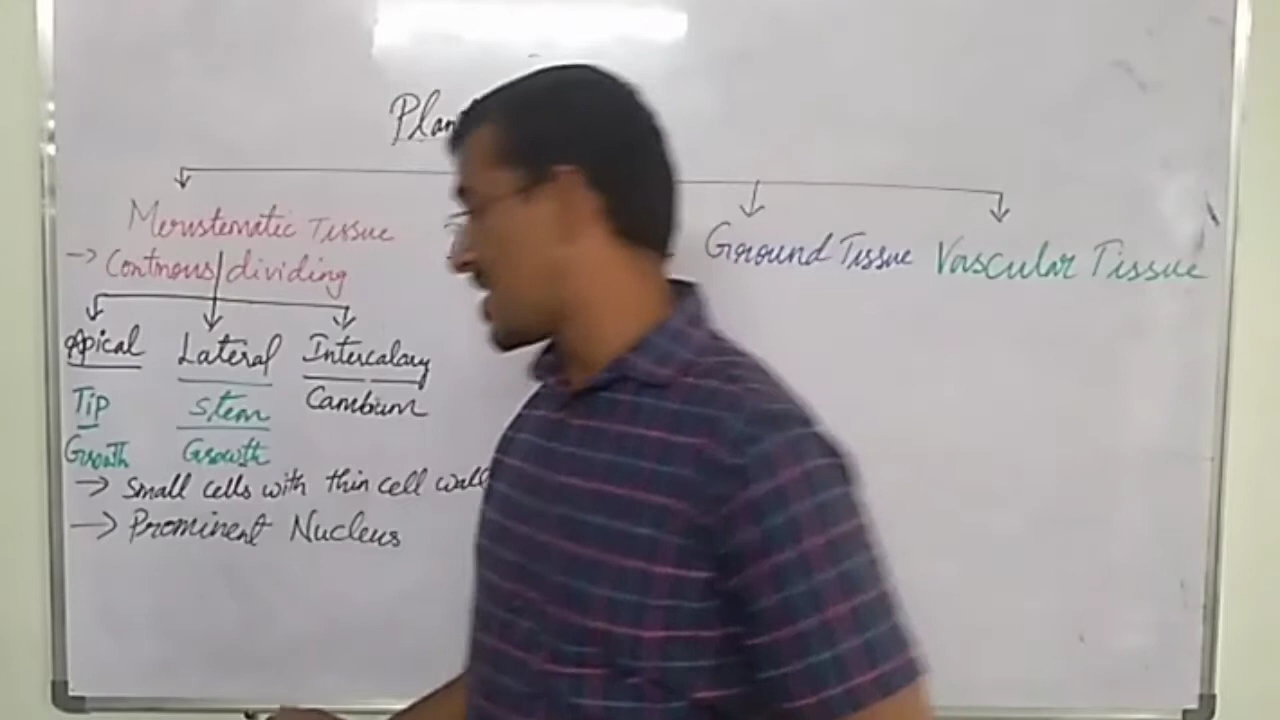 Plan
Meristematic Tissue
Ground Tissue Vascular Tissue
→ Continous dividing
Apical Lateral Intercalary
Tip Stem Cambium
Growth Growth
→ Small cells with thin cell wall
→ Prominent Nucleus